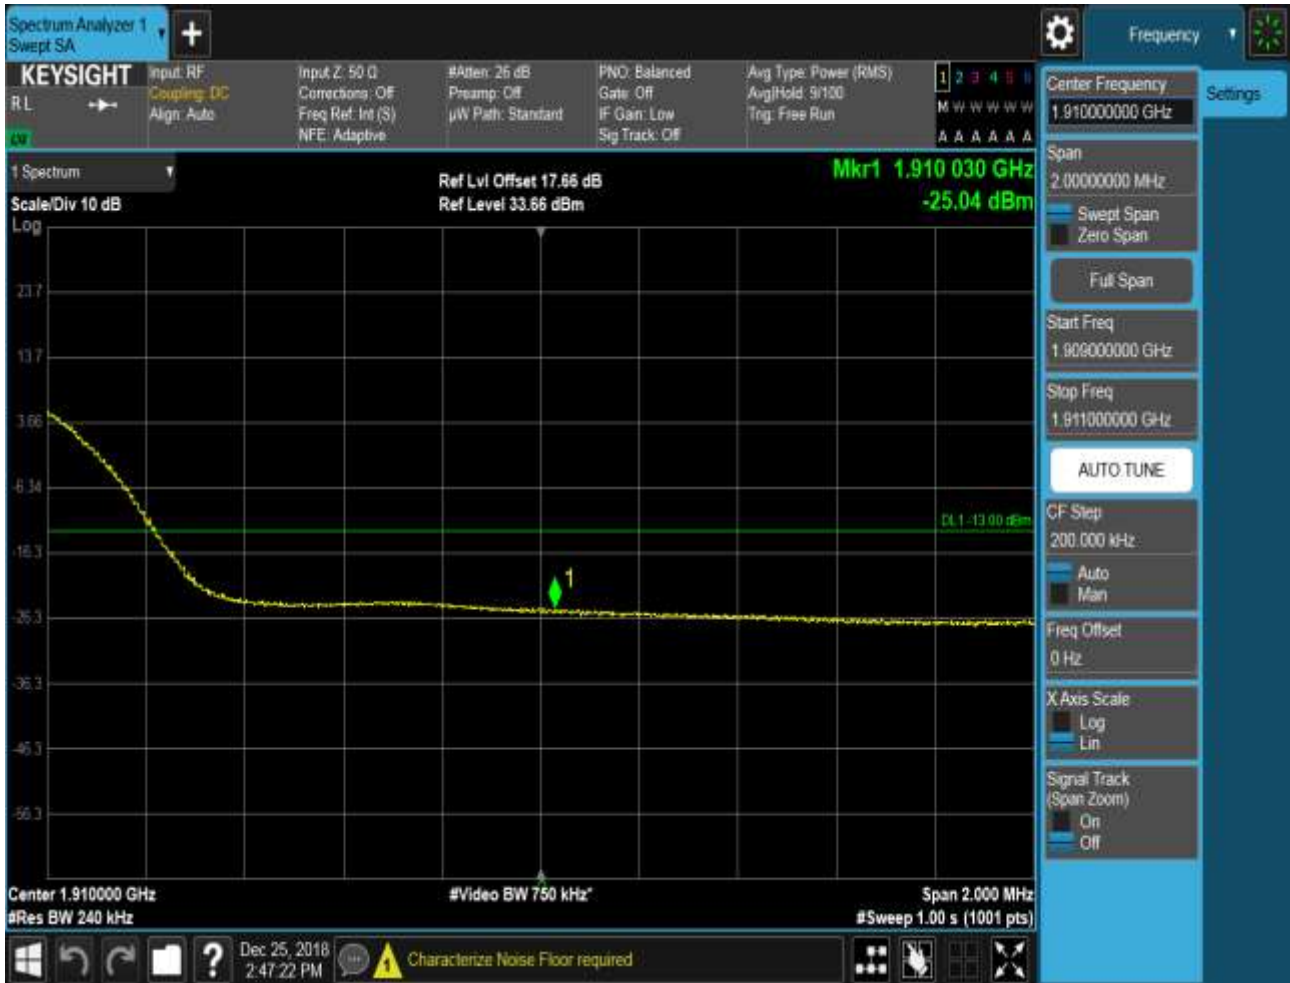 Spectrum Analyzer 1
Swept SA
+
Frequency
KEYSIGHT
RL
Input: RF
Coupling: DC
Align: Auto
Input Z: 50 Ω
Corrections: Off
Freq Ref: Int (S)
NFE: Adaptive
#Atten: 26 dB
Preamp: Off
µW Path: Standard
PNO: Balanced
Gate: Off
IF Gain: Low
Sig Track: Off
Avg Type: Power (RMS)
Avg|Hold: 9/100
Trig: Free Run
1 2 3 4 5 6
M W W W W W
A A A A A A
1 Spectrum
Scale/Div 10 dB
Log
Ref Lvl Offset 17.66 dB
Ref Level 33.66 dBm
Mkr1 1.910 030 GHz
-25.04 dBm
23.7
13.7
3.66
-6.34
-16.3
-26.3
-36.3
-46.3
-56.3
DL1 -13.00 dBm
1
Center 1.910000 GHz
#Video BW 750 kHz*
Span 2.000 MHz
#Res BW 240 kHz
#Sweep 1.00 s (1001 pts)
Center Frequency
1.910000000 GHz
Settings
Span
2.00000000 MHz
Swept Span
Zero Span
Full Span
Start Freq
1.909000000 GHz
Stop Freq
1.911000000 GHz
AUTO TUNE
CF Step
200.000 kHz
Auto
Man
Freq Offset
0 Hz
X Axis Scale
Log
Lin
Signal Track
(Span Zoom)
On
Off
?
Dec 25, 2018
2:47:22 PM
Characterize Noise Floor required